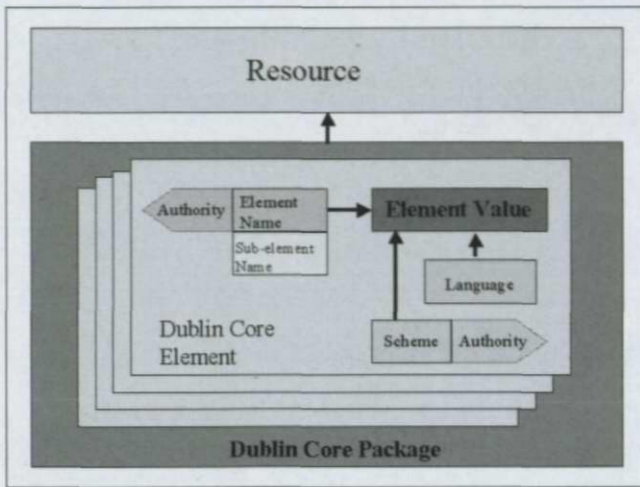 Resource
Authority
Element
Name
Element Value
Sub-element
Name
Language
Dublin Core
Element
Scheme
Authority
Dublin Core Package